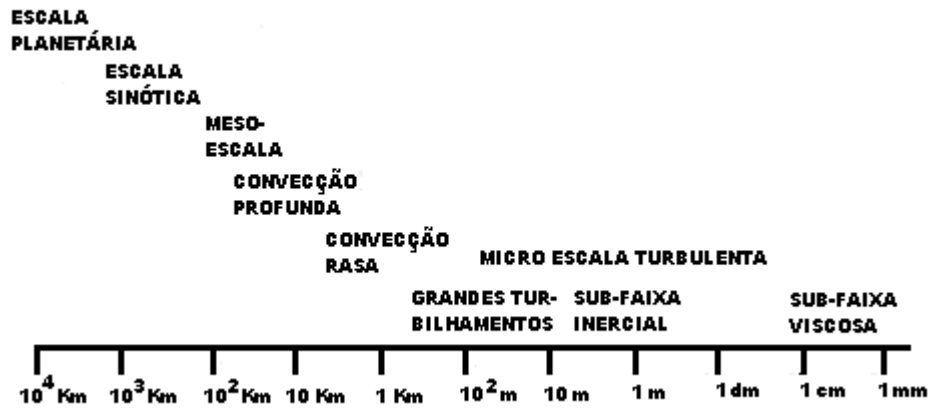 ESCALA
PLANETÁRIA
ESCALA
SINÓTICA
MESO-
ESCALA
CONVECÇÃO
PROFUNDA
CONVECÇÃO
RASA
MICRO ESCALA TURBULENTA
GRANDES TUR-
BILHAMENTOS
SUB-FAIXA
INERCIAL
SUB-FAIXA
VISCOSA
10⁴ Km 10³ Km 10² Km 10 Km 1 Km 10² m 10 m 1 m 1 dm 1 cm 1 mm